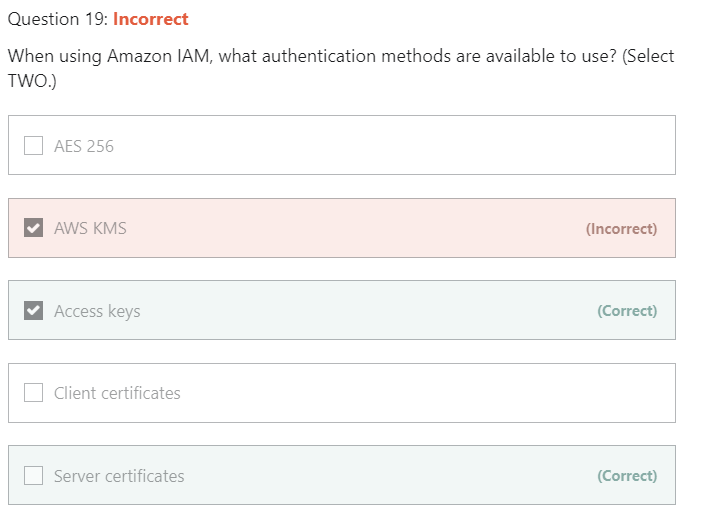 Question 19: Incorrect
When using Amazon IAM, what authentication methods are available to use? (Select
TWO.)
AES 256
AWS KMS (Incorrect)
Access keys (Correct)
Client certificates
Server certificates (Correct)